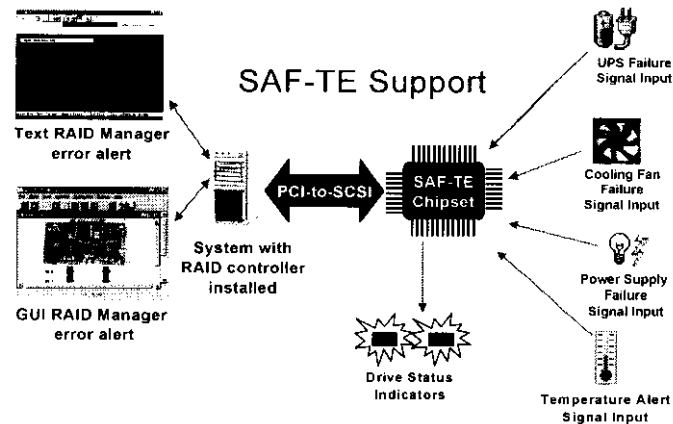 SAF-TE Support
Text RAID Manager
error alert
GUI RAID Manager
error alert
System with
RAID controller
installed
PCI-to-SCSI
SAF-TE
Chipset
Drive Status
Indicators
UPS Failure
Signal Input
Cooling Fan
Failure
Signal Input
Power Supply
Failure
Signal Input
Temperature Alert
Signal Input